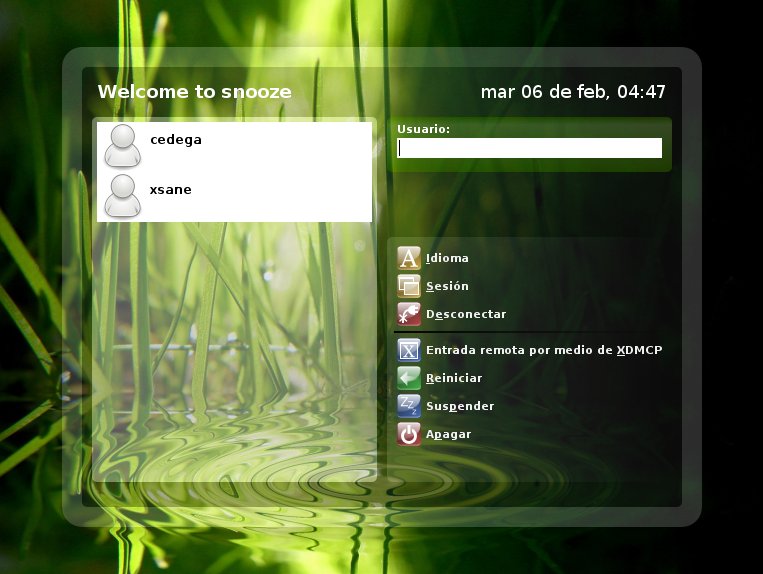 Welcome to snooze
mar 06 de feb, 04:47
cedega
xsane
Usuario:
Idioma
Sesión
Desconectar
Entrada remota por medio de XDMCP
Reiniciar
Suspender
Apagar